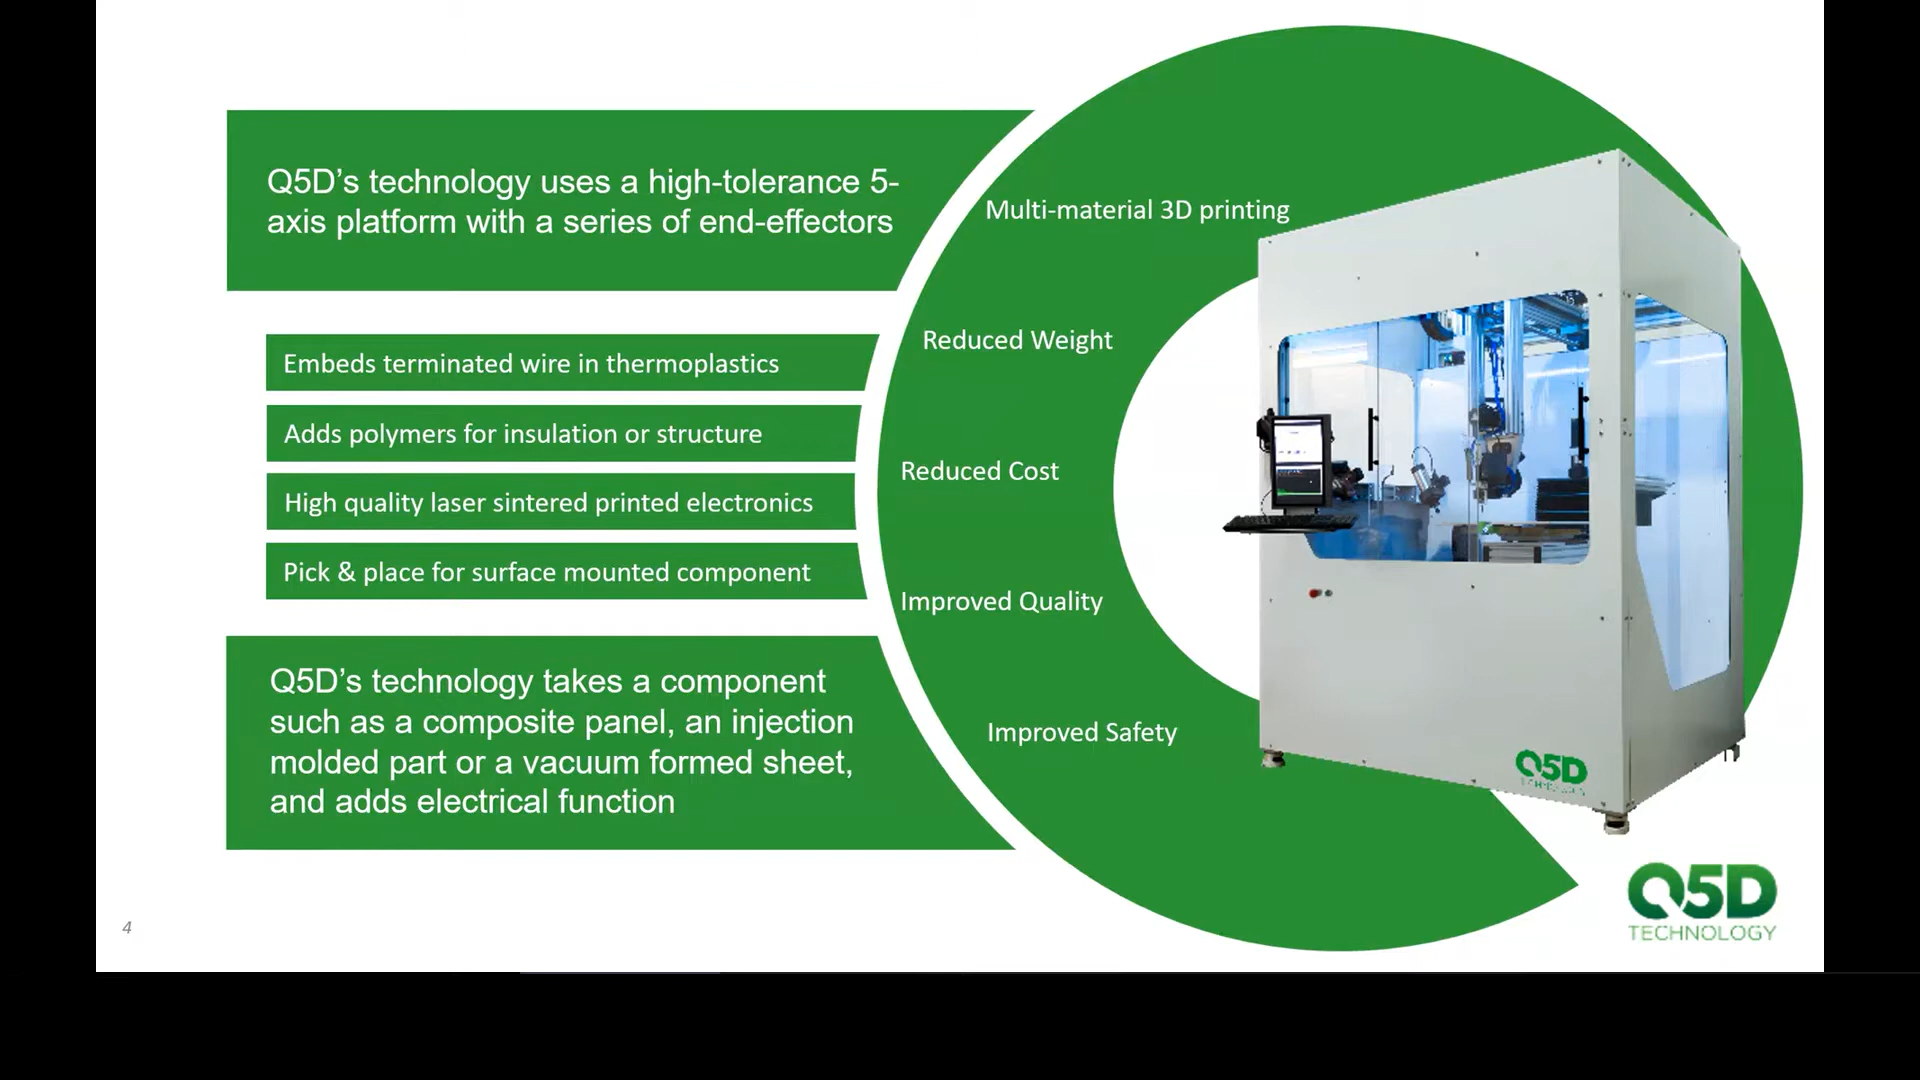 Q5D’s technology uses a high-tolerance 5-
axis platform with a series of end-effectors
Embeds terminated wire in thermoplastics
Adds polymers for insulation or structure
High quality laser sintered printed electronics
Pick & place for surface mounted component
Q5D’s technology takes a component
such as a composite panel, an injection
molded part or a vacuum formed sheet,
and adds electrical function
Multi-material 3D printing
Reduced Weight
Reduced Cost
Improved Quality
Improved Safety
Q5D
TECHNOLOGY
Q5D
TECHNOLOGY
4